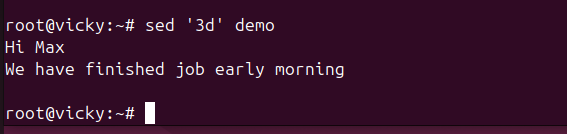 root@vicky:~# sed '3d' demo
Hi Max
We have finished job early morning
root@vicky:~#